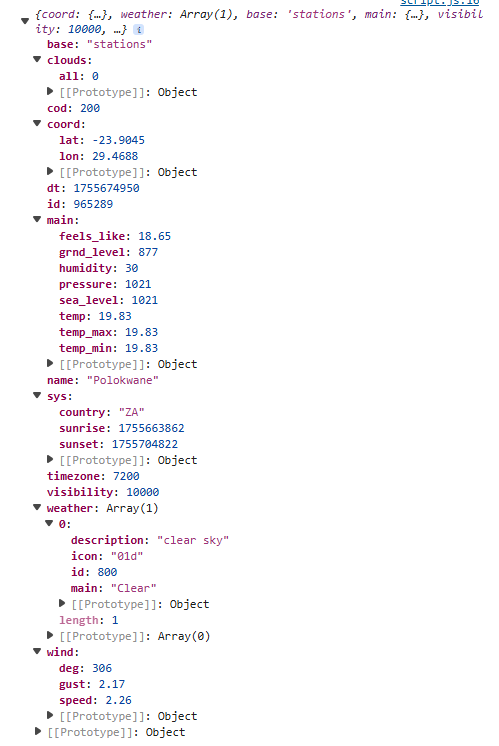 script.js:16
{coord: {…}, weather: Array(1), base: 'stations', main: {…}, visibil
ity: 10000, …} i
base: "stations"
clouds:
all: 0
[[Prototype]]: Object
cod: 200
coord:
lat: -23.9045
lon: 29.4688
[[Prototype]]: Object
dt: 1755674950
id: 965289
main:
feels_like: 18.65
grnd_level: 877
humidity: 30
pressure: 1021
sea_level: 1021
temp: 19.83
temp_max: 19.83
temp_min: 19.83
[[Prototype]]: Object
name: "Polokwane"
sys:
country: "ZA"
sunrise: 1755663862
sunset: 1755704822
[[Prototype]]: Object
timezone: 7200
visibility: 10000
weather: Array(1)
0:
description: "clear sky"
icon: "01d"
id: 800
main: "Clear"
[[Prototype]]: Object
length: 1
[[Prototype]]: Array(0)
wind:
deg: 306
gust: 2.17
speed: 2.26
[[Prototype]]: Object
[[Prototype]]: Object